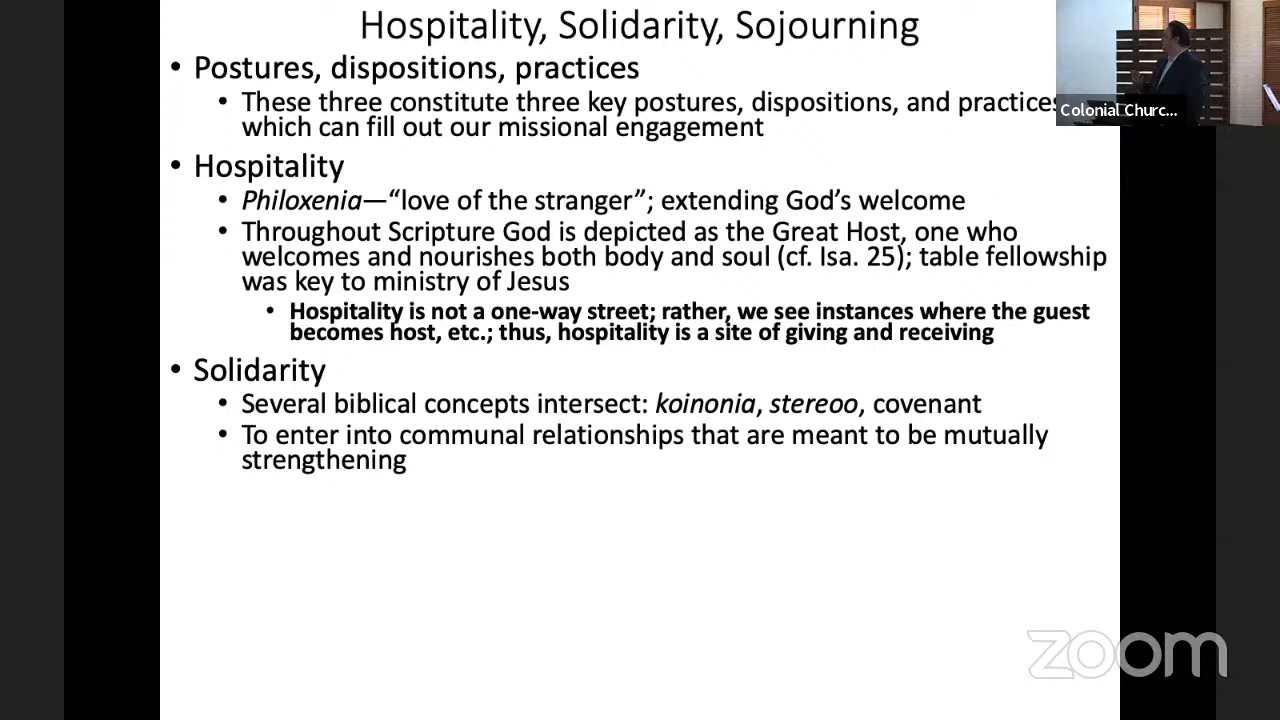 Hospitality, Solidarity, Sojourning
• Postures, dispositions, practices
• These three constitute three key postures, dispositions, and practices
which can fill out our missional engagement
• Hospitality
• Philoxenia—“love of the stranger”; extending God’s welcome
• Throughout Scripture God is depicted as the Great Host, one who
welcomes and nourishes both body and soul (cf. Isa. 25); table fellowship
was key to ministry of Jesus
• Hospitality is not a one-way street; rather, we see instances where the guest
becomes host, etc.; thus, hospitality is a site of giving and receiving
• Solidarity
• Several biblical concepts intersect: koinonia, stereoo, covenant
• To enter into communal relationships that are meant to be mutually
strengthening
Colonial Churc...
zoom